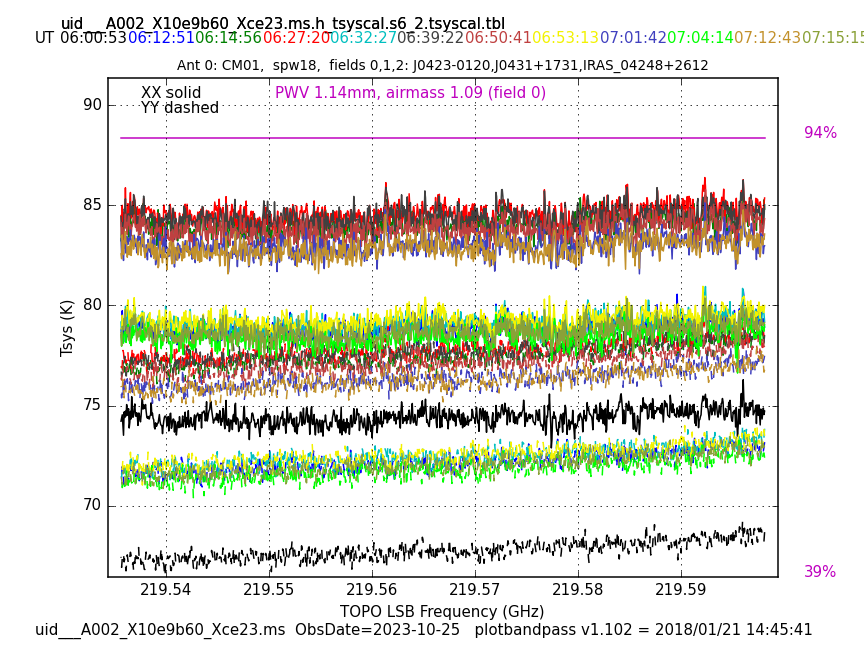 uid___A002_X10e9b60_Xce23.ms.h_tsyscal.s6_2.tsyscal.tbl
UT 06:00:53 06:12:51 06:14:56 06:27:20 06:32:27 06:39:22 06:50:41 06:53:13 07:01:42 07:04:14 07:12:43 07:15:15
Ant 0: CM01,  spw18,  fields 0,1,2: J0423-0120,J0431+1731,IRAS_04248+2612
XX solid
YY dashed
PWV 1.14mm, airmass 1.09 (field 0)
94%
39%
90
85
80
75
70
Tsys (K)
219.54 219.55 219.56 219.57 219.58 219.59
TOPO LSB Frequency (GHz)
uid___A002_X10e9b60_Xce23.ms  ObsDate=2023-10-25   plotbandpass v1.102 = 2018/01/21 14:45:41